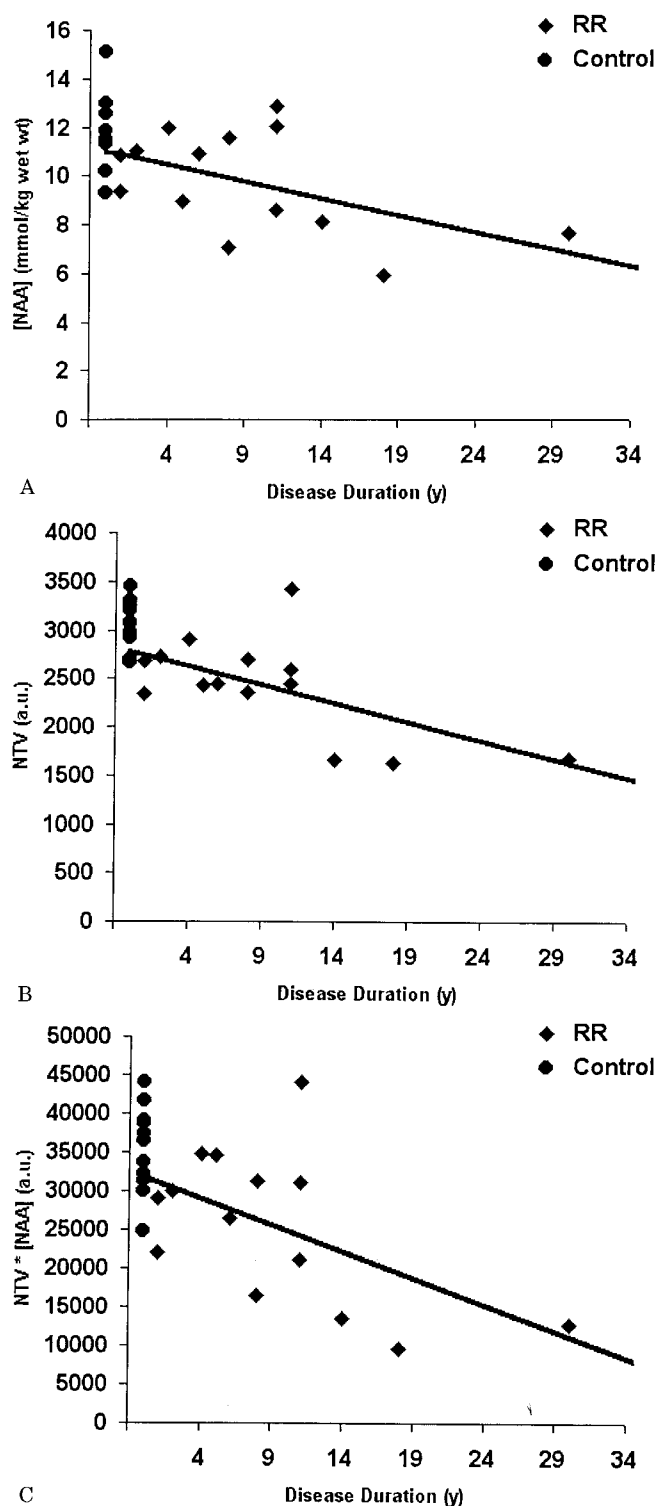 16
14
12
10
8
6
4
2
0
[NAA] (mmol/kg wet wt)
RR
Control
4 9 14 19 24 29 34
Disease Duration (y)
A
4000
3500
3000
2500
2000
1500
1000
500
0
NTV (a.u.)
RR
Control
4 9 14 19 24 29 34
Disease Duration (y)
B
50000
45000
40000
35000
30000
25000
20000
15000
10000
5000
0
NTV * [NAA] (a.u.)
RR
Control
4 9 14 19 24 29 34
Disease Duration (y)
C